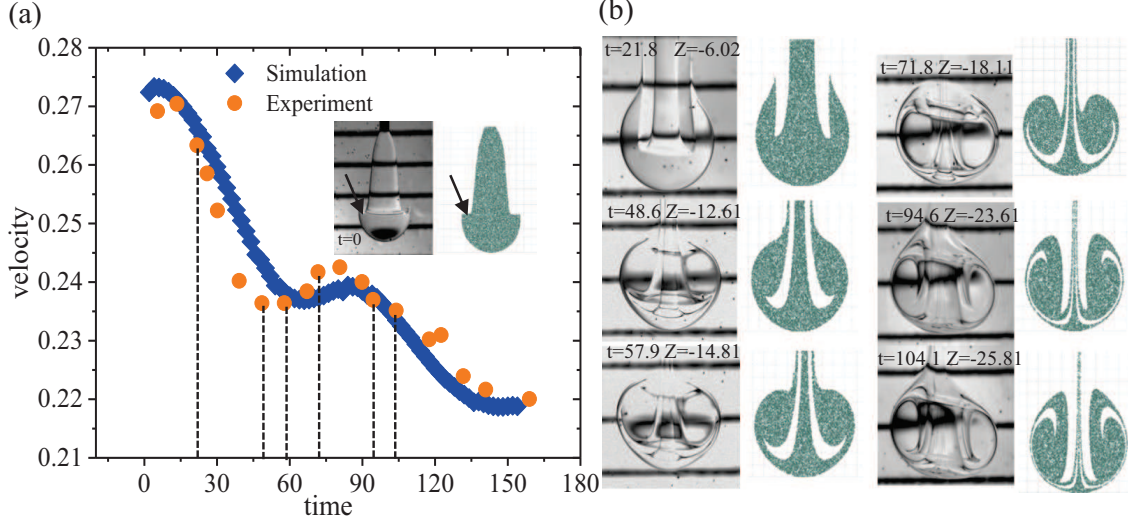 (a)
velocity
0.28
0.27
0.26
0.25
0.24
0.23
0.22
0.21
Simulation
Experiment
t=0
0 30 60 90 120 150 180
time
(b)
t=21.8 Z=-6.02
t=48.6 Z=-12.61
t=57.9 Z=-14.81
t=71.8 Z=-18.11
t=94.6 Z=-23.61
t=104.1 Z=-25.81